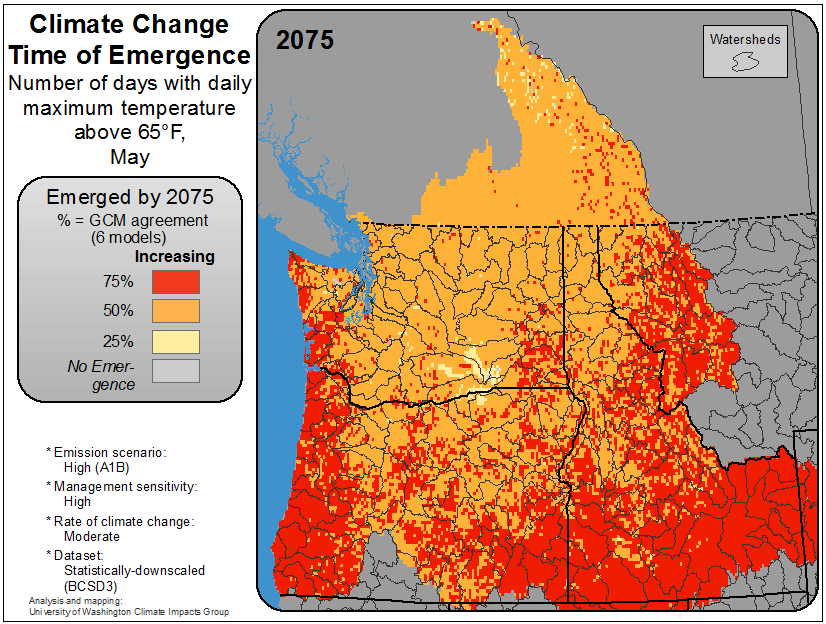 Climate Change
Time of Emergence
Number of days with daily
maximum temperature
above 65°F,
May
Emerged by 2075
% = GCM agreement
(6 models)
Increasing
75%
50%
25%
No Emer-
gence
* Emission scenario:
High (A1B)
* Management sensitivity:
High
* Rate of climate change:
Moderate
* Dataset:
Statistically-downscaled
(BCSD3)
Analysis and mapping:
University of Washington Climate Impacts Group
2075
Watersheds